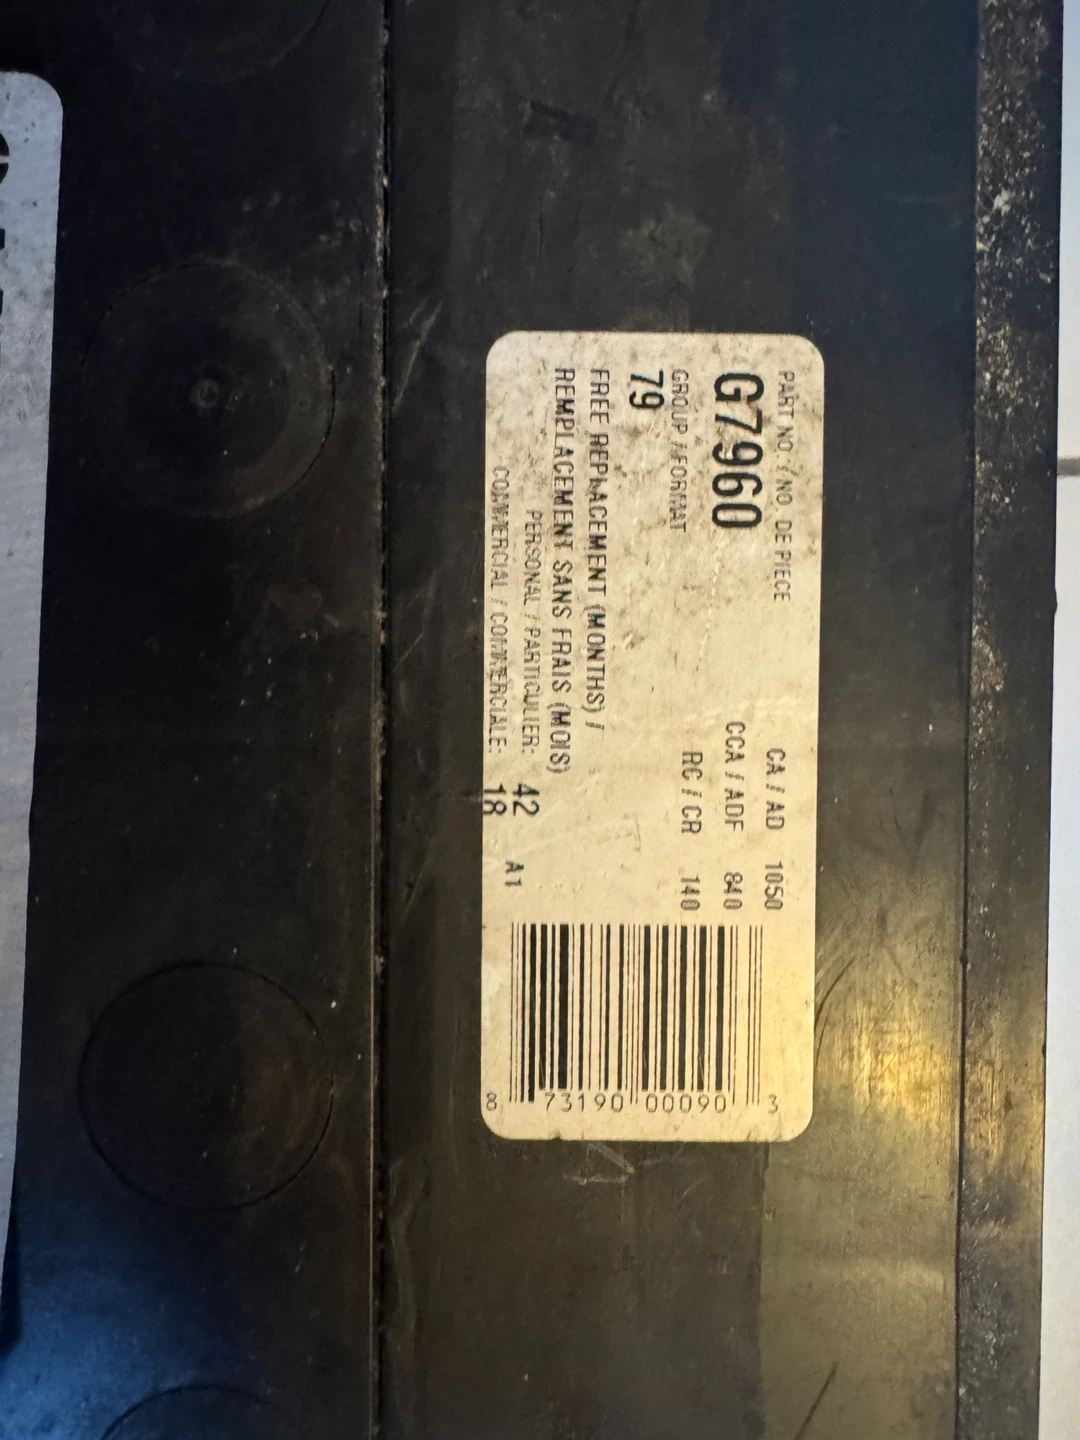 PART NO. / NO. DE PIECE
G7960
GROUP / FORMAT
79
CA / AD 1050
CCA / ADF 840
RC / CR 140
FREE REPLACEMENT (MONTHS) /
REMPLACEMENT SANS FRAIS (MOIS)
PERSONAL / PARTICULIER: 42
COMMERCIAL / COMMERCIALE: 18
A1
8 73190 00090 3